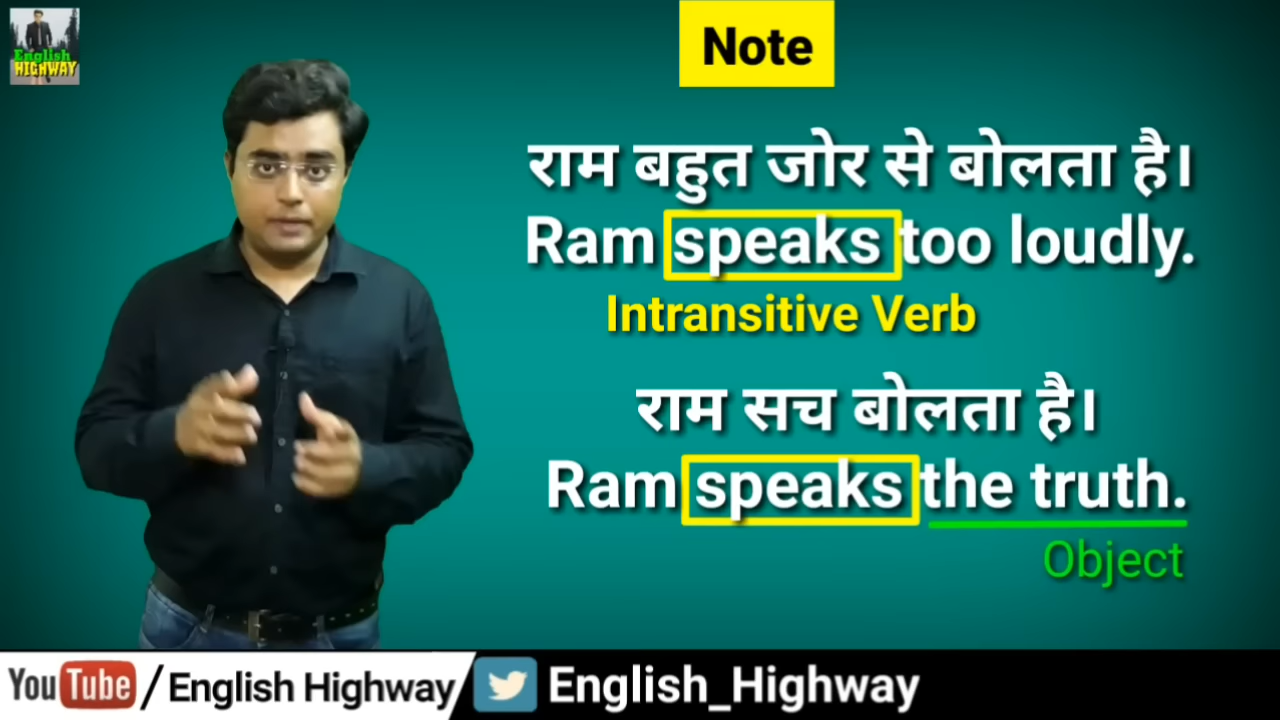 English
HIGHWAY
Note
राम बहुत जोर से बोलता है।
Ram speaks too loudly.
Intransitive Verb
राम सच बोलता है।
Ram speaks the truth.
Object
YouTube /English Highway
English_Highway